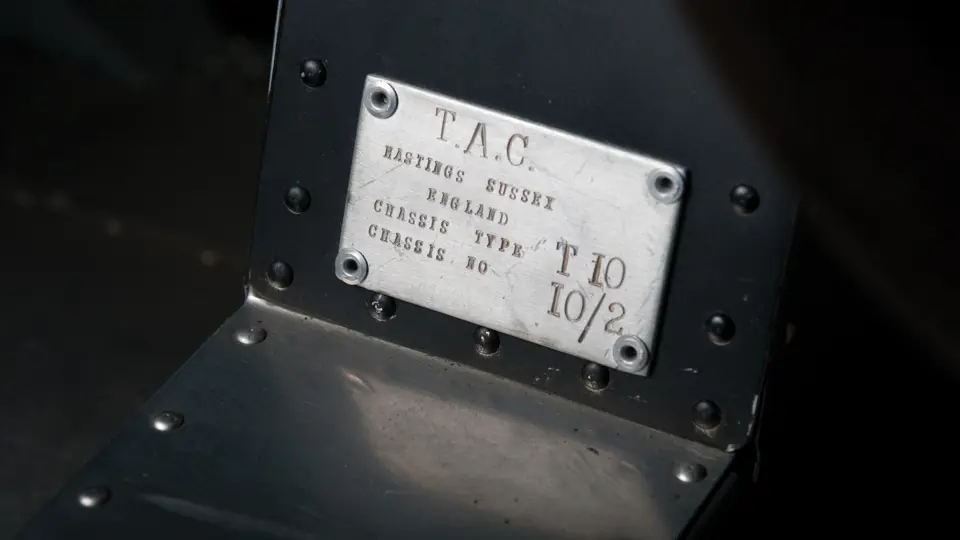 T.A.C.
HASTINGS SUSSEX
ENGLAND
CHASSIS TYPE T10
CHASSIS NO 10/2